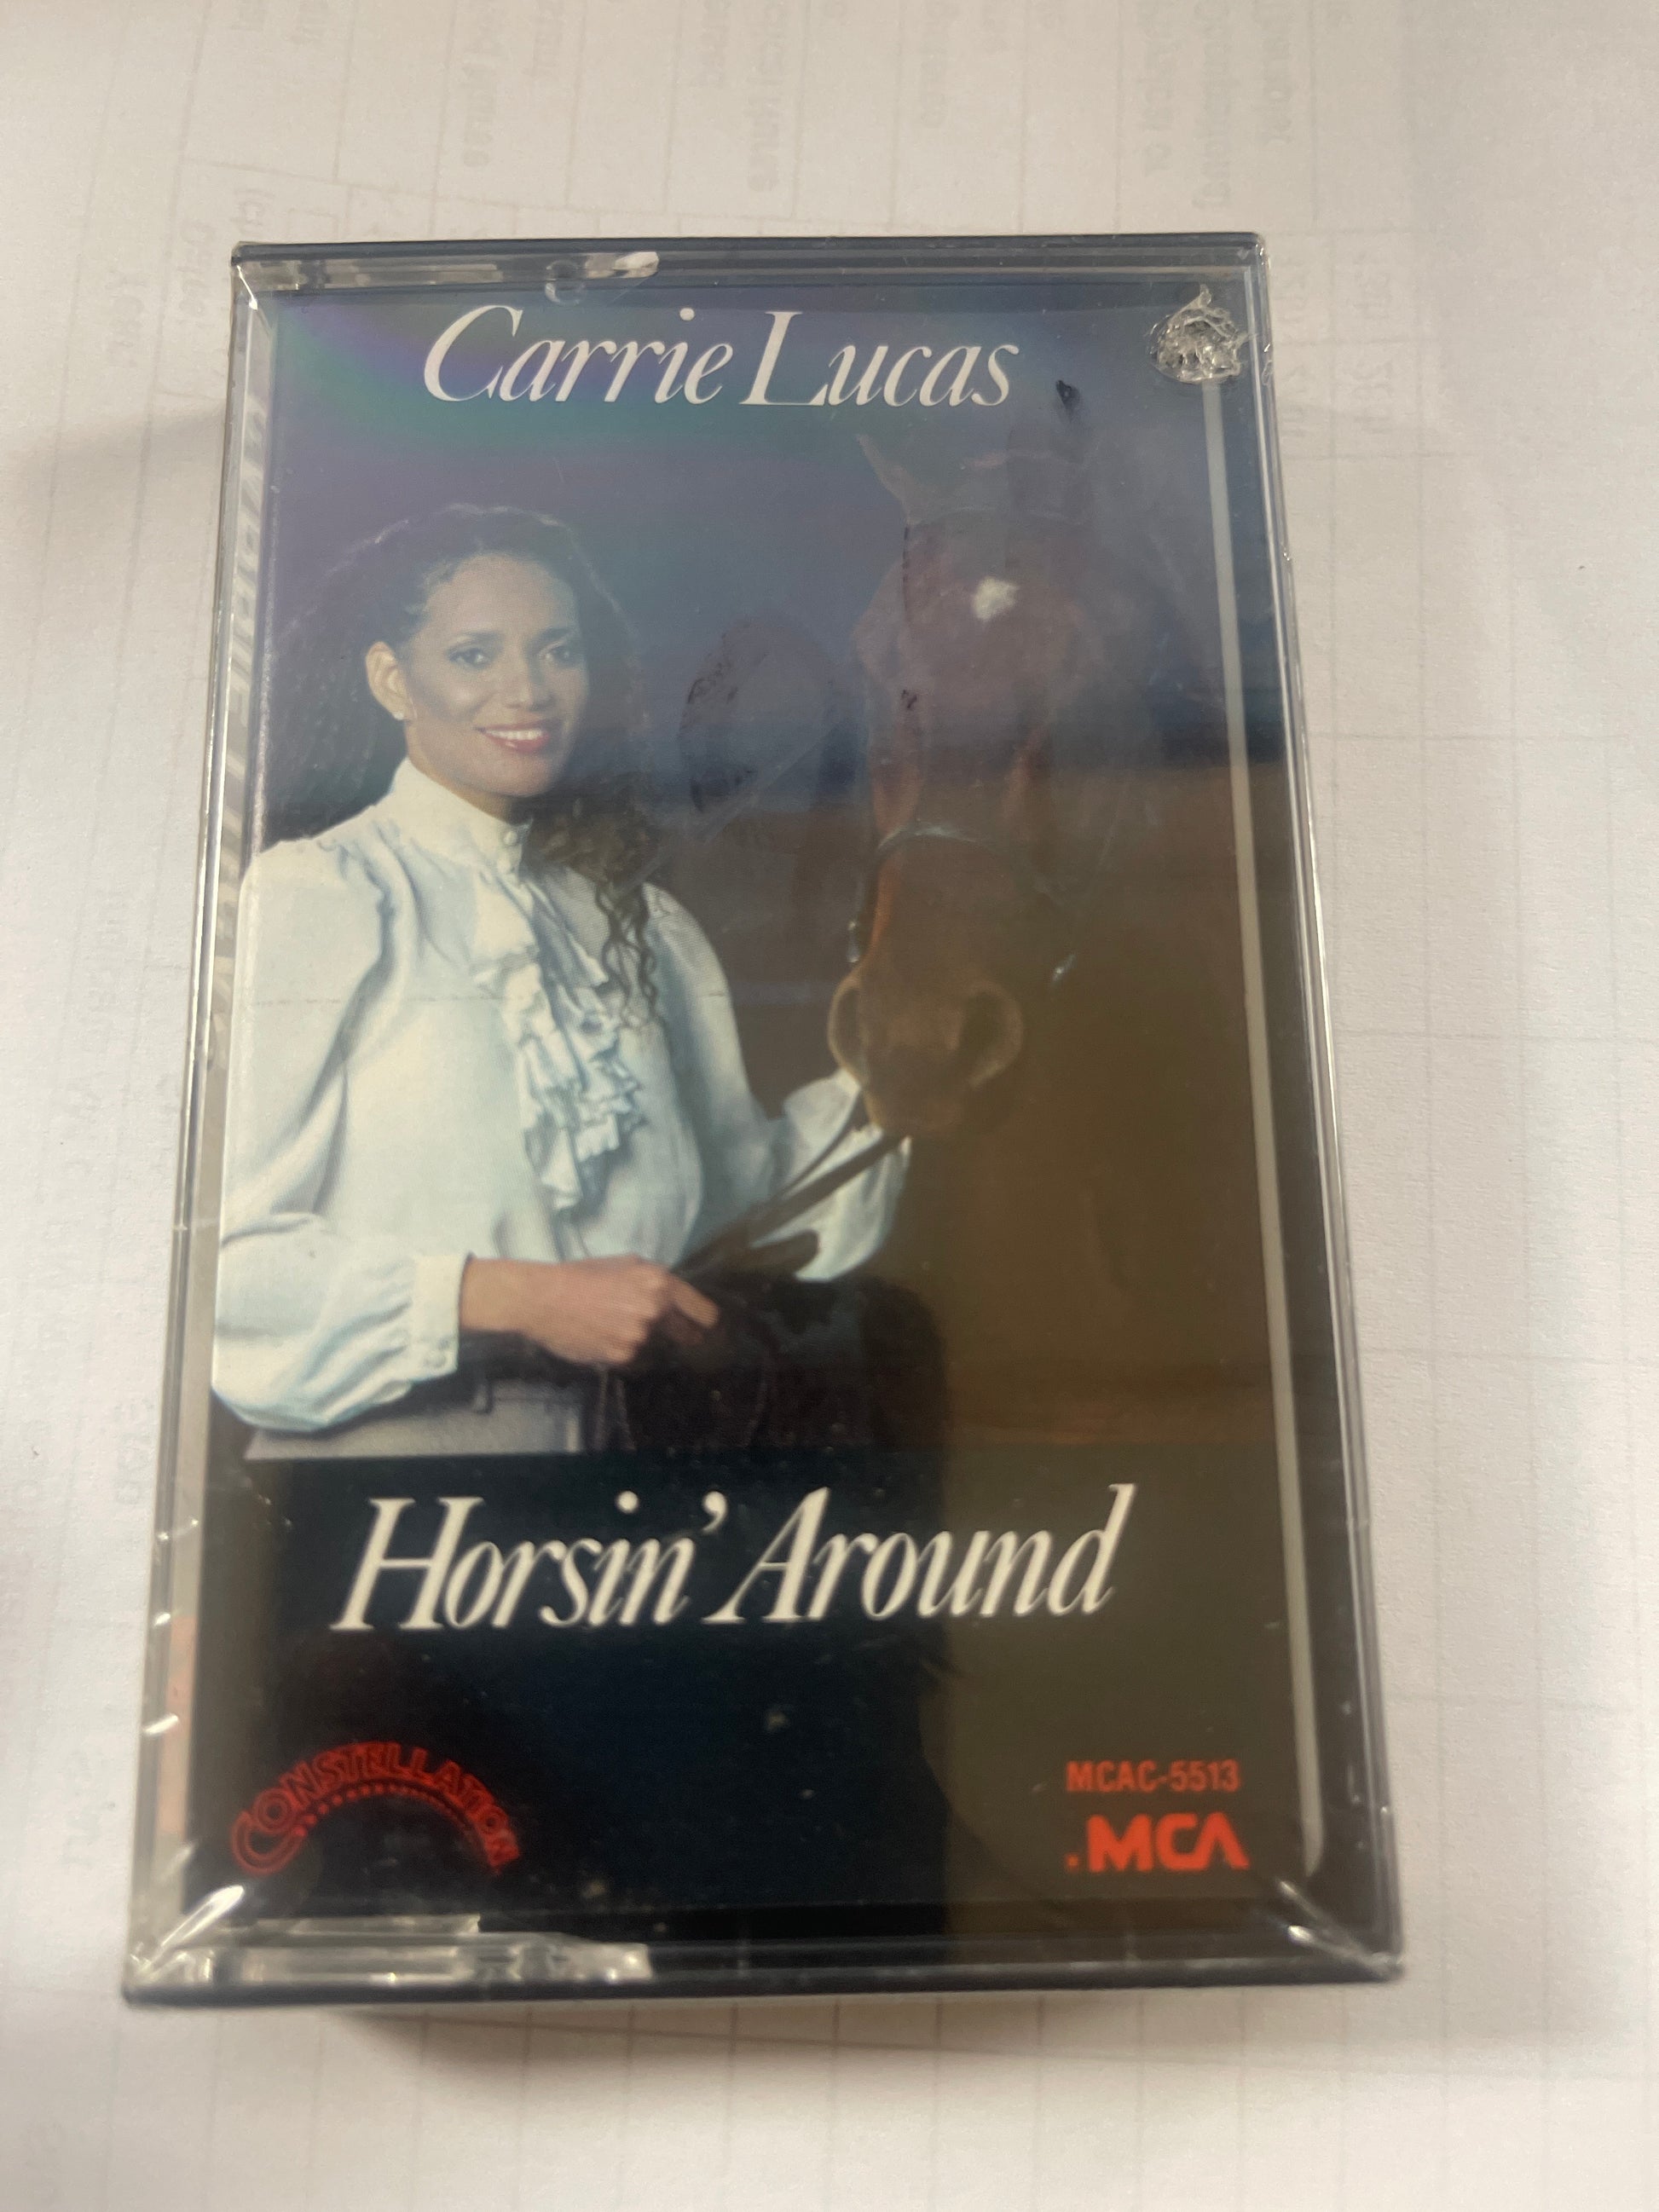 Carrie Lucas
Horsin' Around
CONSTELLATION
MCAC-5513
MCA